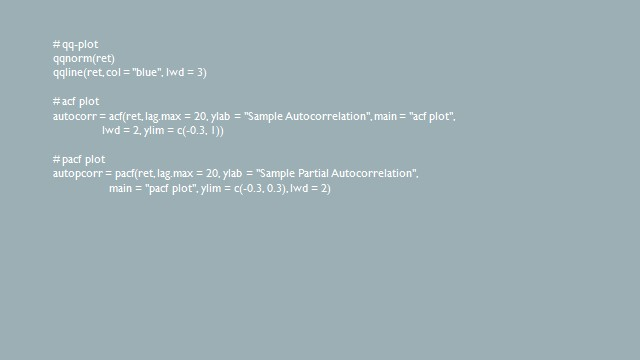 # qq-plot
qqnorm(ret)
qqline(ret, col = "blue", lwd = 3)
# acf plot
autocorr = acf(ret, lag.max = 20, ylab = "Sample Autocorrelation", main = "acf plot",
lwd = 2, ylim = c(-0.3, 1))
# pacf plot
autopcorr = pacf(ret, lag.max = 20, ylab = "Sample Partial Autocorrelation",
main = "pacf plot", ylim = c(-0.3, 0.3), lwd = 2)